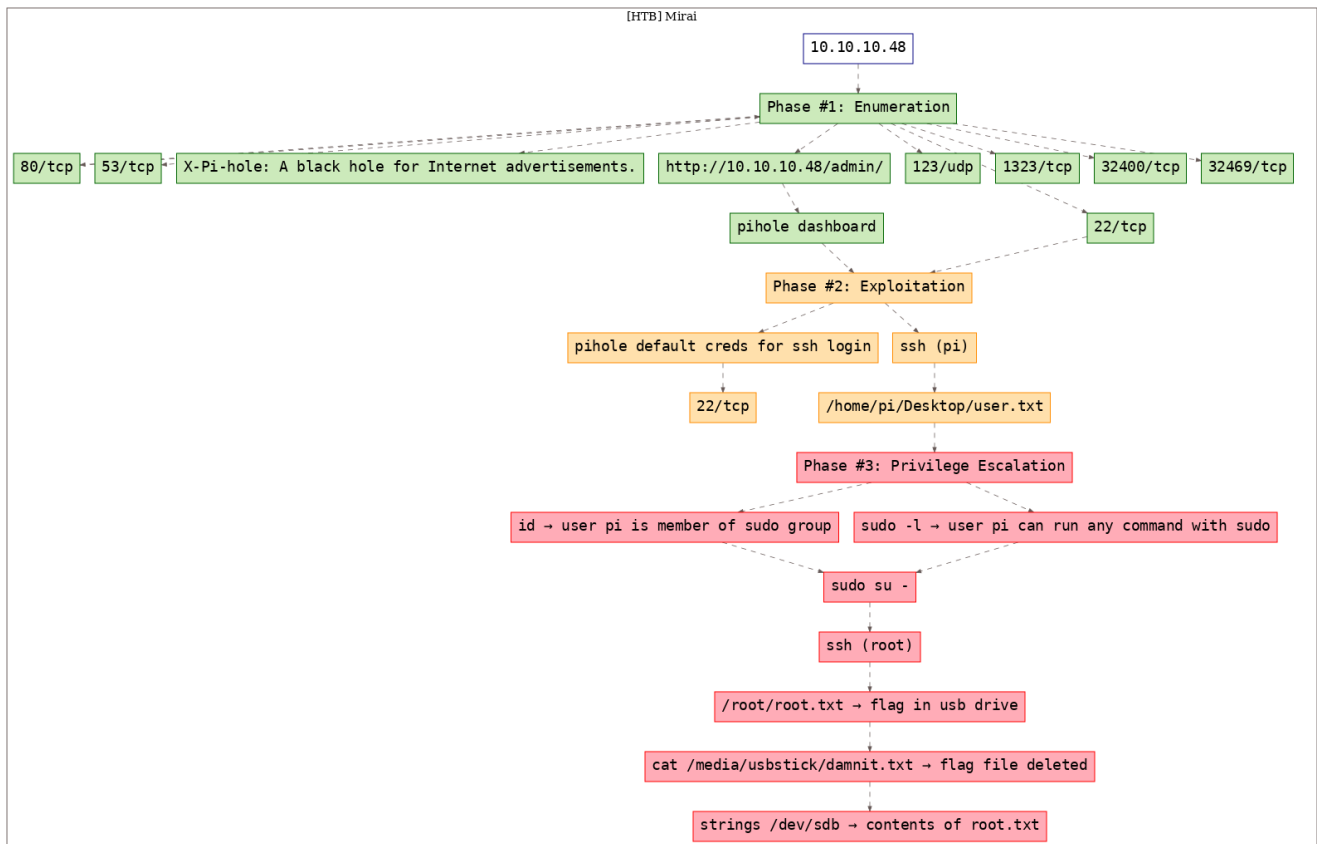 [HTB] Mirai
10.10.10.48
Phase #1: Enumeration
80/tcp
53/tcp
X-Pi-hole: A black hole for Internet advertisements.
http://10.10.10.48/admin/
123/udp
1323/tcp
32400/tcp
32469/tcp
pihole dashboard
22/tcp
Phase #2: Exploitation
pihole default creds for ssh login
ssh (pi)
22/tcp
/home/pi/Desktop/user.txt
Phase #3: Privilege Escalation
id → user pi is member of sudo group
sudo -l → user pi can run any command with sudo
sudo su -
ssh (root)
/root/root.txt → flag in usb drive
cat /media/usbstick/damnit.txt → flag file deleted
strings /dev/sdb → contents of root.txt